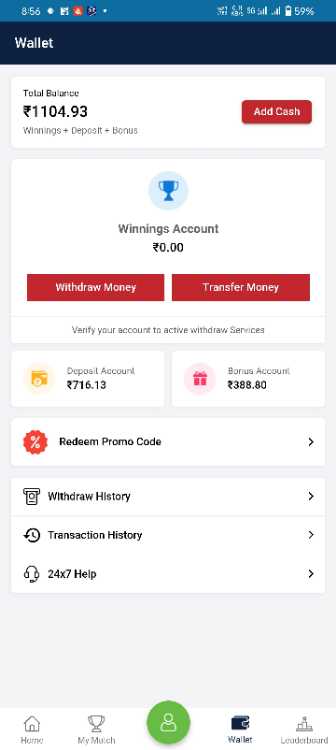 8:56
5G
59%
Wallet
Total Balance
₹1104.93
Winnings + Deposit + Bonus
Add Cash
Winnings Account
₹0.00
Withdraw Money
Transfer Money
Verify your account to active withdraw Services
Deposit Account
₹716.13
Bonus Account
₹388.80
Redeem Promo Code
Withdraw History
Transaction History
24x7 Help
Home
My Match
Wallet
Leaderboard